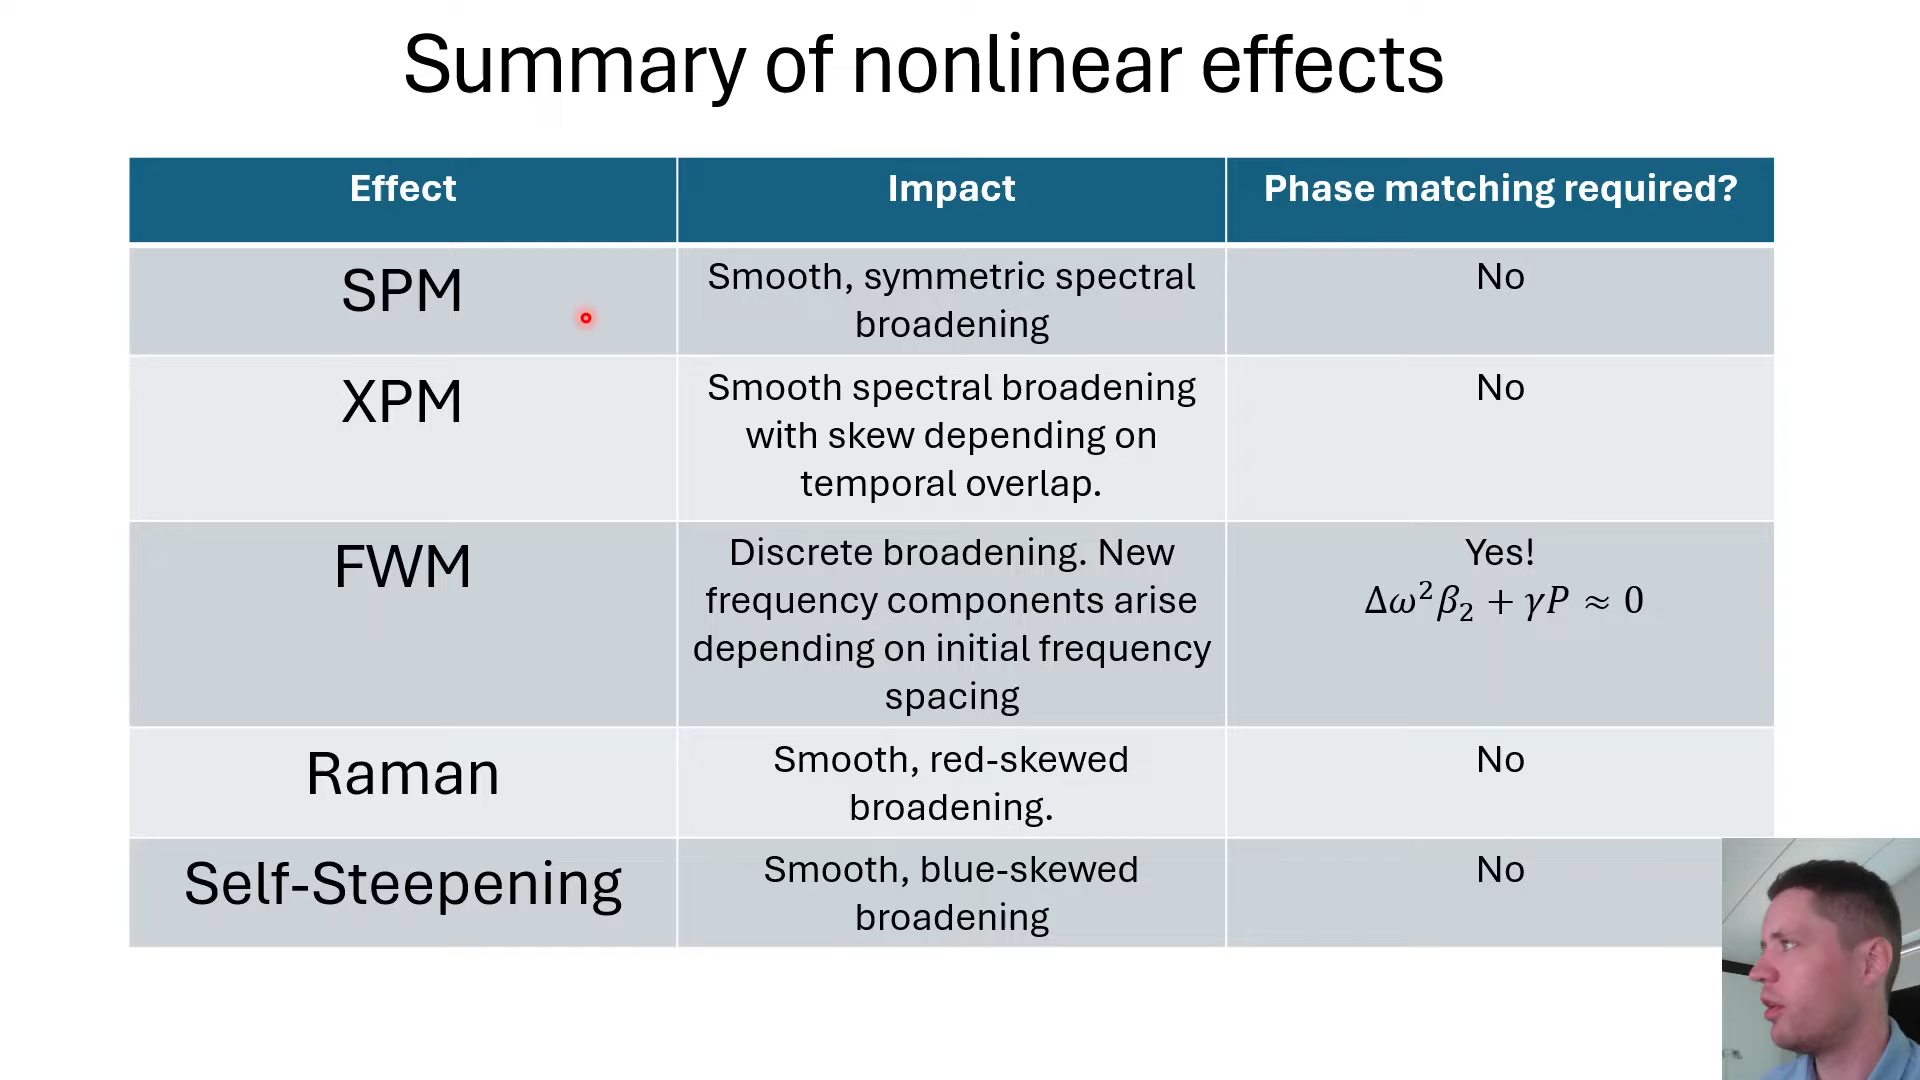 Summary of nonlinear effects
Effect
Impact
Phase matching required?
SPM
Smooth, symmetric spectral
broadening
No
XPM
Smooth spectral broadening
with skew depending on
temporal overlap.
No
FWM
Discrete broadening. New
frequency components arise
depending on initial frequency
spacing
Yes!
Δω²β₂ + γP ≈ 0
Raman
Smooth, red-skewed
broadening.
No
Self-Steepening
Smooth, blue-skewed
broadening
No